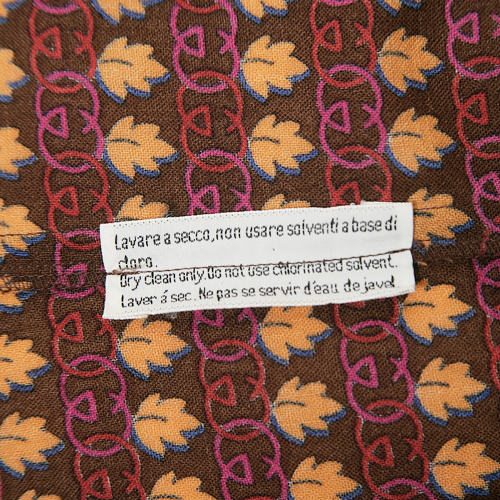 Lavare a secco,non usare solventi a base di
cloro.
Dry clean only.Do not use chlorinated solvent.
Laver á sec. Ne pas se servir d'eau de javel